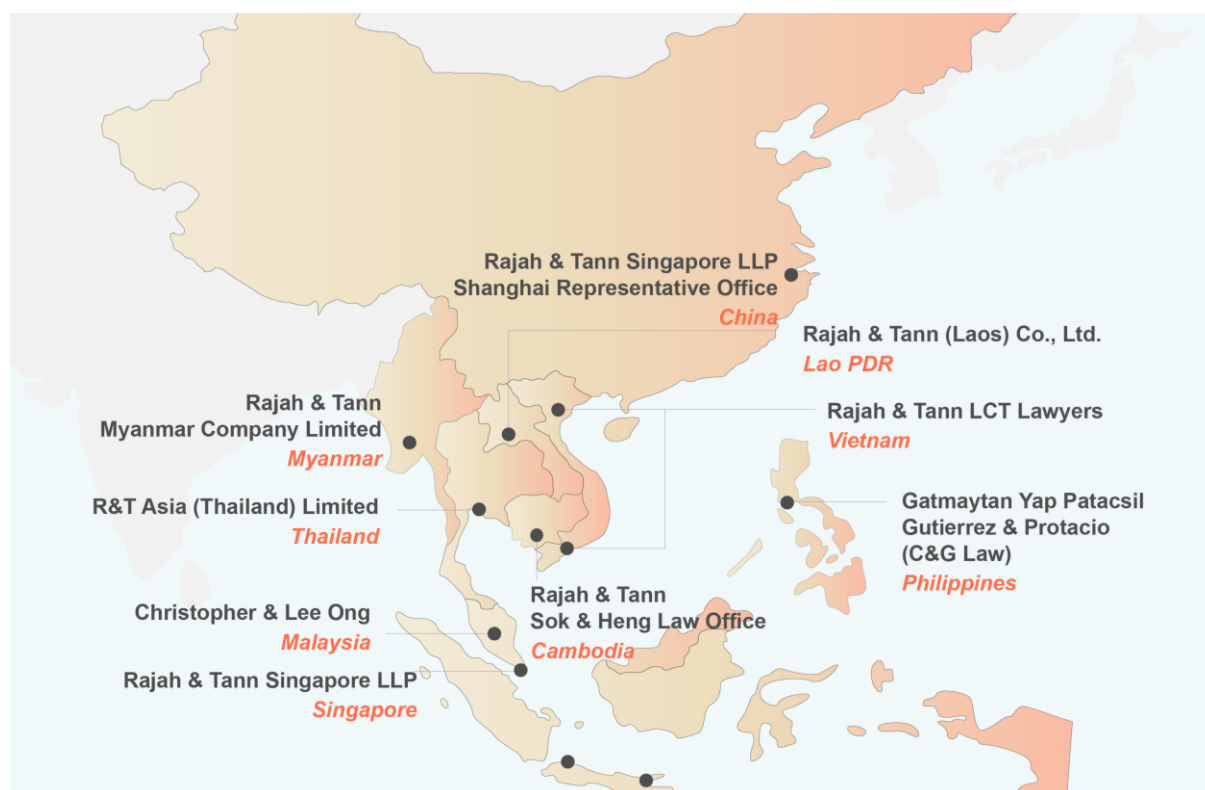 Rajah & Tann Singapore LLP
Shanghai Representative Office
China
Rajah & Tann (Laos) Co., Ltd.
Lao PDR
Rajah & Tann
Myanmar Company Limited
Myanmar
Rajah & Tann LCT Lawyers
Vietnam
R&T Asia (Thailand) Limited
Thailand
Gatmaytan Yap Patacsil
Gutierrez & Protacio
(C&G Law)
Philippines
Christopher & Lee Ong
Malaysia
Rajah & Tann
Sok & Heng Law Office
Cambodia
Rajah & Tann Singapore LLP
Singapore